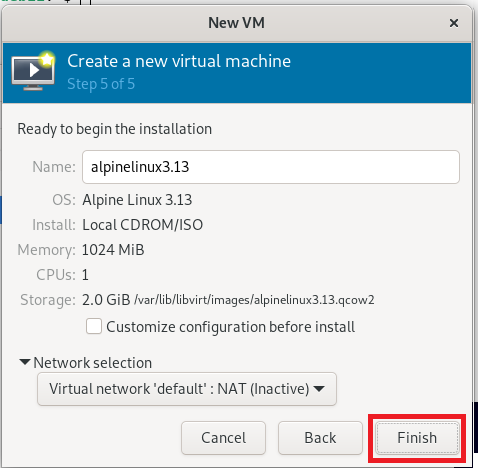 New VM
Create a new virtual machine
Step 5 of 5
Ready to begin the installation
Name: alpinelinux3.13
OS: Alpine Linux 3.13
Install: Local CDROM/ISO
Memory: 1024 MiB
CPUs: 1
Storage: 2.0 GiB /var/lib/libvirt/images/alpinelinux3.13.qcow2
Customize configuration before install
Network selection
Virtual network 'default' : NAT (Inactive)
Cancel Back Finish